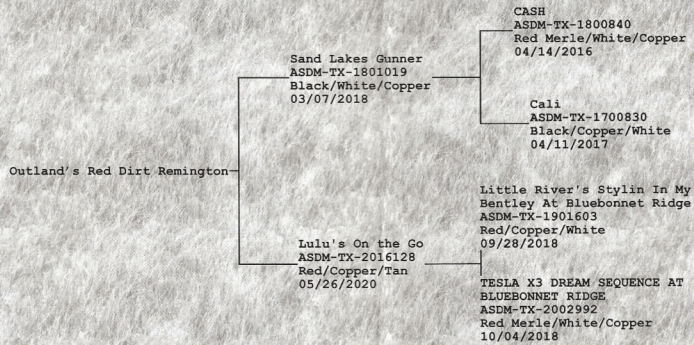 CASH
ASDM-TX-1800840
Red Merle/White/Copper
04/14/2016
Sand Lakes Gunner
ASDM-TX-1801019
Black/White/Copper
03/07/2018
Cali
ASDM-TX-1700830
Black/Copper/White
04/11/2017
Outland's Red Dirt Remington
Little River's Stylin In My
Bentley At Bluebonnet Ridge
ASDM-TX-1901603
Red/Copper/White
09/28/2018
Lulu's On the Go
ASDM-TX-2016128
Red/Copper/Tan
05/26/2020
TESLA X3 DREAM SEQUENCE AT
BLUEBONNET RIDGE
ASDM-TX-2002992
Red Merle/White/Copper
10/04/2018